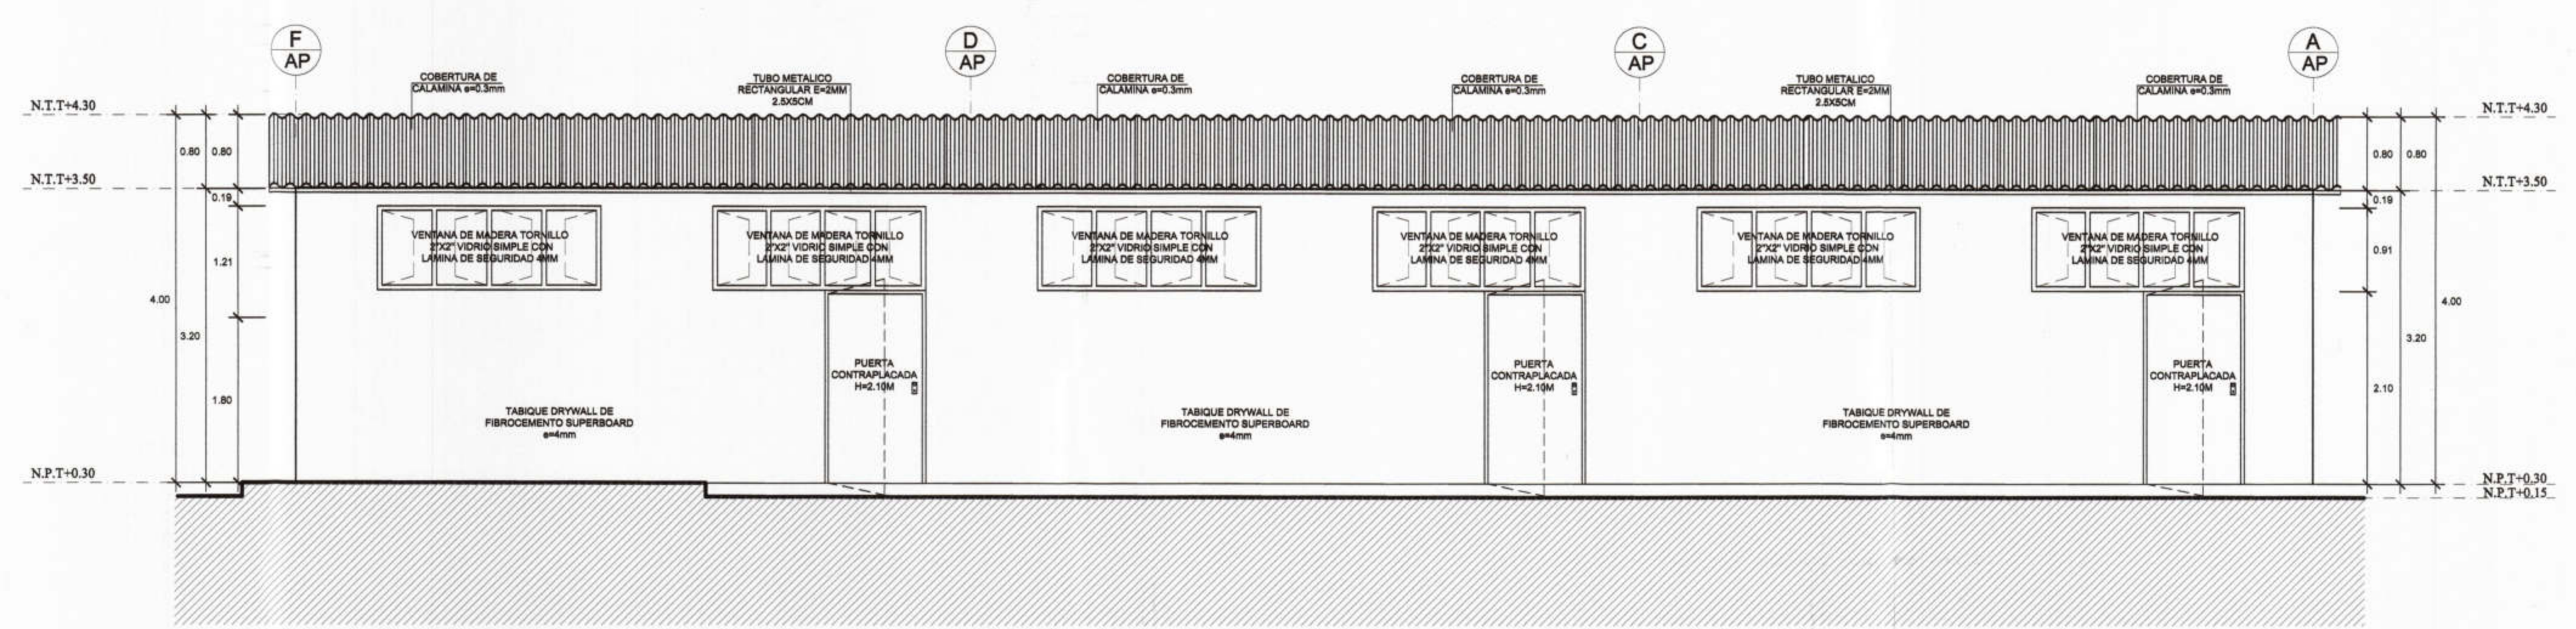 F
AP
D
AP
C
AP
A
AP
COBERTURA DE
CALAMINA e=0.3mm
TUBO METALICO
RECTANGULAR E=2MM
2.5X5CM
COBERTURA DE
CALAMINA e=0.3mm
COBERTURA DE
CALAMINA e=0.3mm
TUBO METALICO
RECTANGULAR E=2MM
2.5X5CM
COBERTURA DE
CALAMINA e=0.3mm
N.T.T+4.30
N.T.T+4.30
0.80
0.80
0.80
0.80
N.T.T+3.50
N.T.T+3.50
0.19
0.19
VENTANA DE MADERA TORNILLO
2"X2" VIDRIO SIMPLE CON
LAMINA DE SEGURIDAD 4MM
VENTANA DE MADERA TORNILLO
2"X2" VIDRIO SIMPLE CON
LAMINA DE SEGURIDAD 4MM
VENTANA DE MADERA TORNILLO
2"X2" VIDRIO SIMPLE CON
LAMINA DE SEGURIDAD 4MM
VENTANA DE MADERA TORNILLO
2"X2" VIDRIO SIMPLE CON
LAMINA DE SEGURIDAD 4MM
VENTANA DE MADERA TORNILLO
2"X2" VIDRIO SIMPLE CON
LAMINA DE SEGURIDAD 4MM
VENTANA DE MADERA TORNILLO
2"X2" VIDRIO SIMPLE CON
LAMINA DE SEGURIDAD 4MM
1.21
0.91
4.00
4.00
3.20
3.20
PUERTA
CONTRAPLACADA
H=2.10M
PUERTA
CONTRAPLACADA
H=2.10M
PUERTA
CONTRAPLACADA
H=2.10M
1.80
2.10
TABIQUE DRYWALL DE
FIBROCEMENTO SUPERBOARD
e=4mm
TABIQUE DRYWALL DE
FIBROCEMENTO SUPERBOARD
e=4mm
TABIQUE DRYWALL DE
FIBROCEMENTO SUPERBOARD
e=4mm
N.P.T+0.30
N.P.T+0.30
N.P.T+0.15